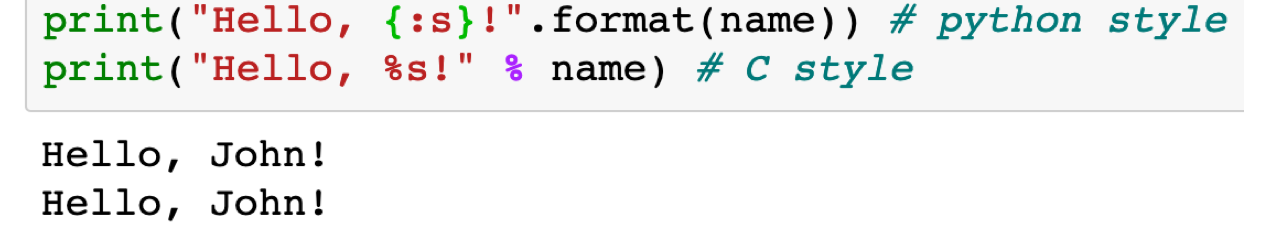 print("Hello, {:s}!".format(name)) # python style
print("Hello, %s!" % name) # C style
Hello, John!
Hello, John!